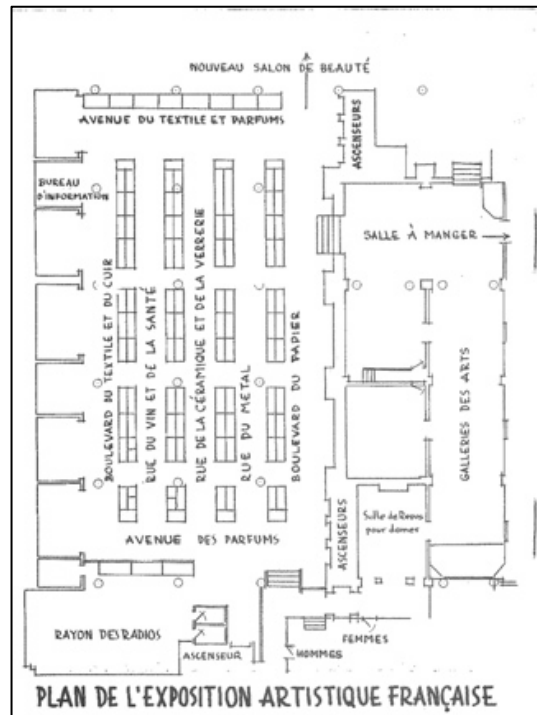 NOUVEAU SALON DE BEAUTÉ
AVENUE DU TEXTILE ET PARFUMS
ASCENSEURS
BUREAU
D'INFORMATION
SALLE À MANGER
BOULEVARD DU TEXTILE ET DU CUIR
RUE DU VIN ET DE LA SANTÉ
RUE DE LA CÉRAMIQUE ET DE LA VERRERIE
RUE DU METAL
BOULEVARD DU PAPIER
GALLERIES DES ARTS
AVENUE DES PARFUMS
ASCENSEURS
Salle de Repos
pour dames
RAYON DES RADIOS
ASCENSEUR
HOMMES
FEMMES
PLAN DE L'EXPOSITION ARTISTIQUE FRANÇAISE